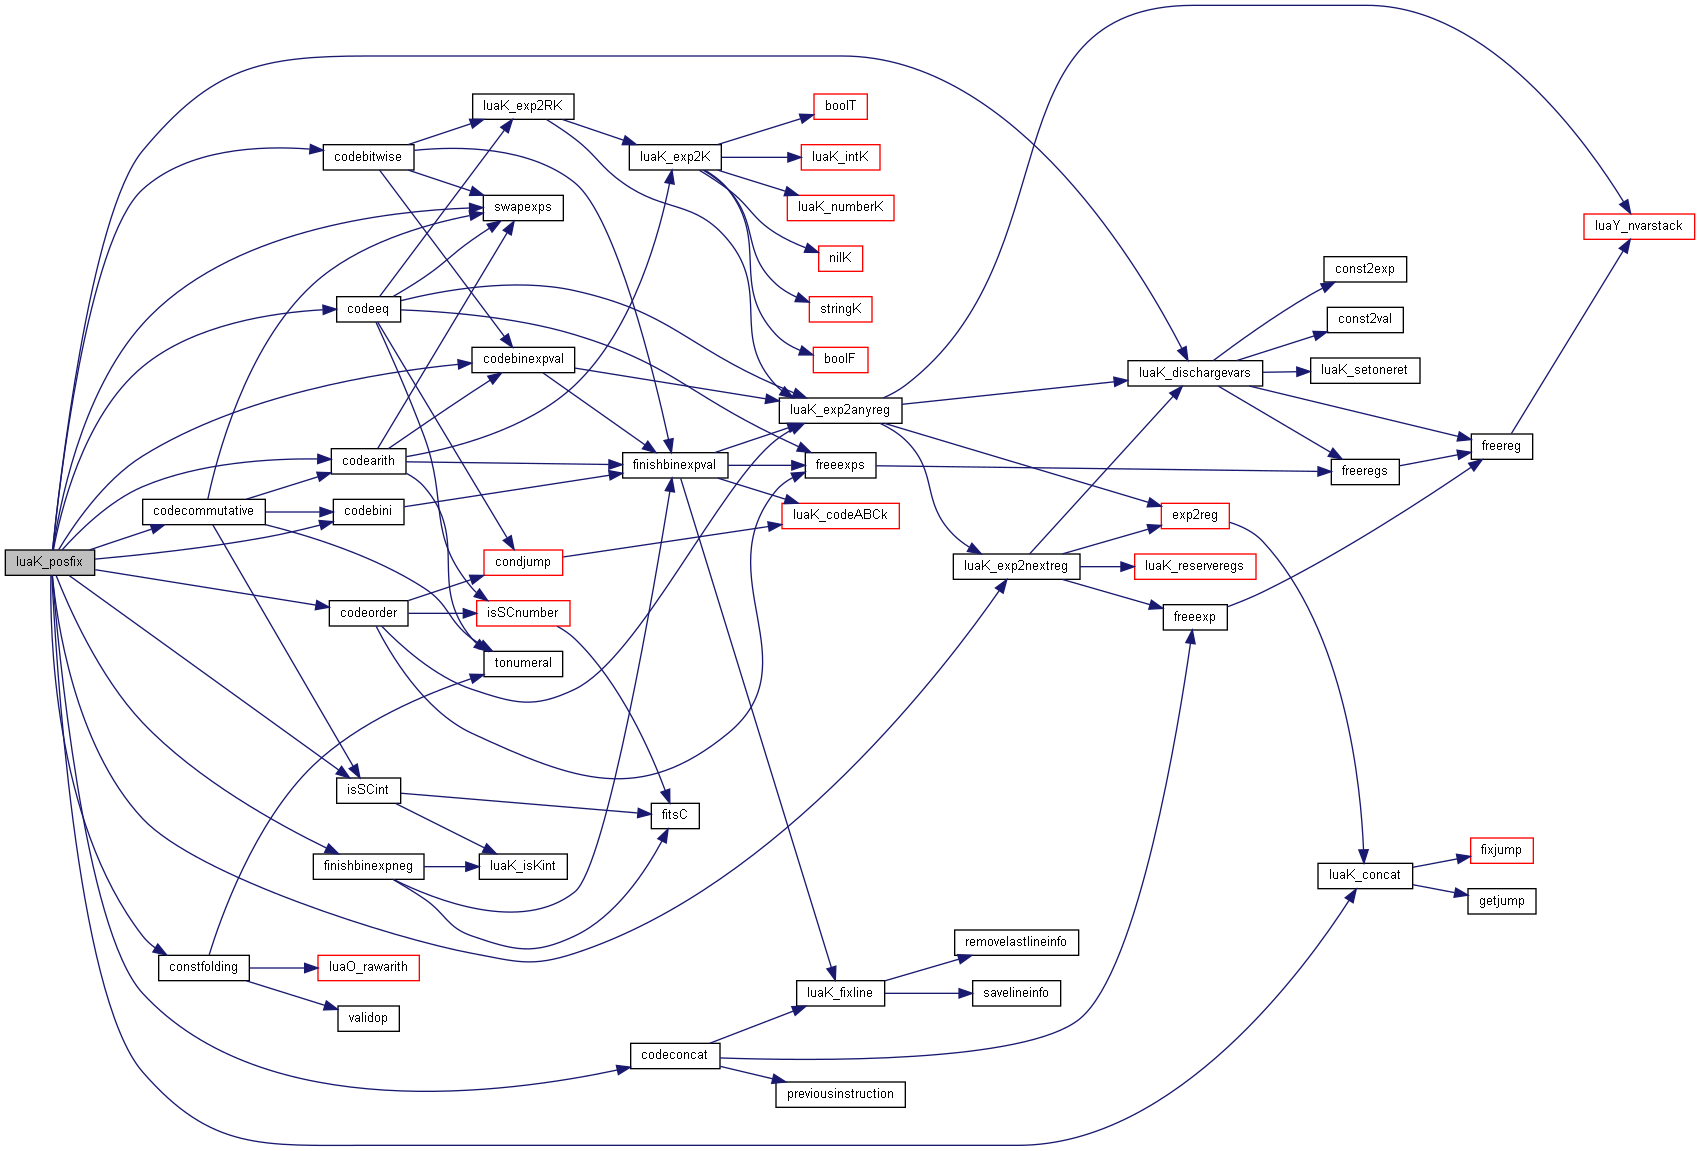 luaK_posfix
codebitwise
codeeq
codearith
codecommutative
codebini
codeorder
isSCint
finishbinexpneg
constfolding
luaO_rawarith
validop
luaK_exp2RK
swapexps
codebinexpval
condjump
isSCnumber
tonumeral
luaK_isKint
luaK_exp2K
finishbinexpval
fitsC
codeconcat
boolT
luaK_intK
luaK_numberK
nilK
stringK
boolF
luaK_exp2anyreg
freeexps
luaK_codeABCk
luaK_fixline
previousinstruction
luaK_exp2nextreg
removelastlineinfo
savelineinfo
luaK_dischargevars
exp2reg
luaK_reserveregs
freeexp
const2exp
const2val
luaK_setoneret
freeregs
luaK_concat
freereg
fixjump
getjump
luaY_nvarstack